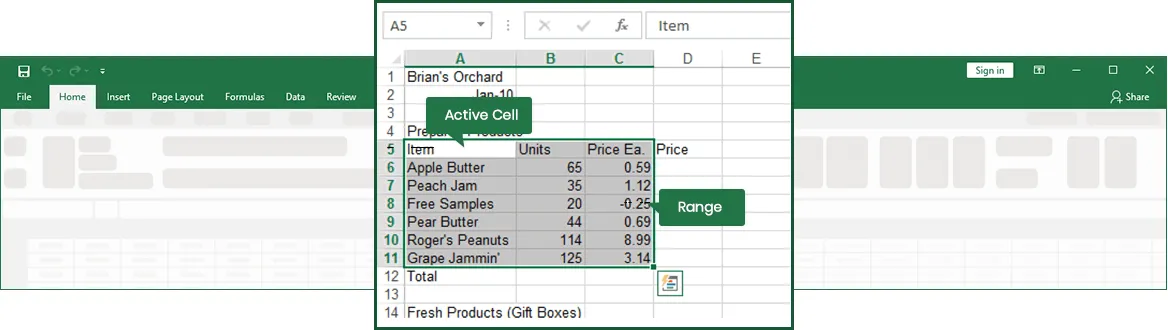 A5 fx Item
Sign in
File Home Insert Page Layout Formulas Data Review
Share
A B C D E
1 Brian's Orchard
2 Jan-10
3
Active Cell
4
5 Item Units Price Ea. Price
6 Apple Butter 65 0.59
7 Peach Jam 35 1.12
8 Free Samples 20 -0.25
Range
9 Pear Butter 44 0.69
10 Roger's Peanuts 114 8.99
11 Grape Jammin' 125 3.14
12 Total
13
14 Fresh Products (Gift Boxes)